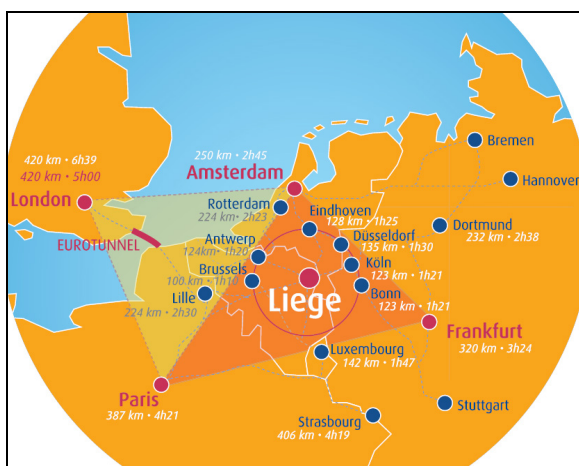 Bremen
250 km • 2h45
Amsterdam
420 km • 6h39
420 km • 5h00
London
Hannover
Rotterdam
224 km • 2h23
Eindhoven
128 km • 1h25
Dortmund
232 km • 2h38
EUROTUNNEL
Antwerp
124km • 1h20
Düsseldorf
135 km • 1h30
Brussels
100 km • 1h10
Köln
123 km • 1h21
Lille
224 km • 2h30
Liege
Bonn
123 km • 1h21
Frankfurt
320 km • 3h24
Luxembourg
142 km • 1h47
Paris
387 km • 4h21
Stuttgart
Strasbourg
406 km • 4h19